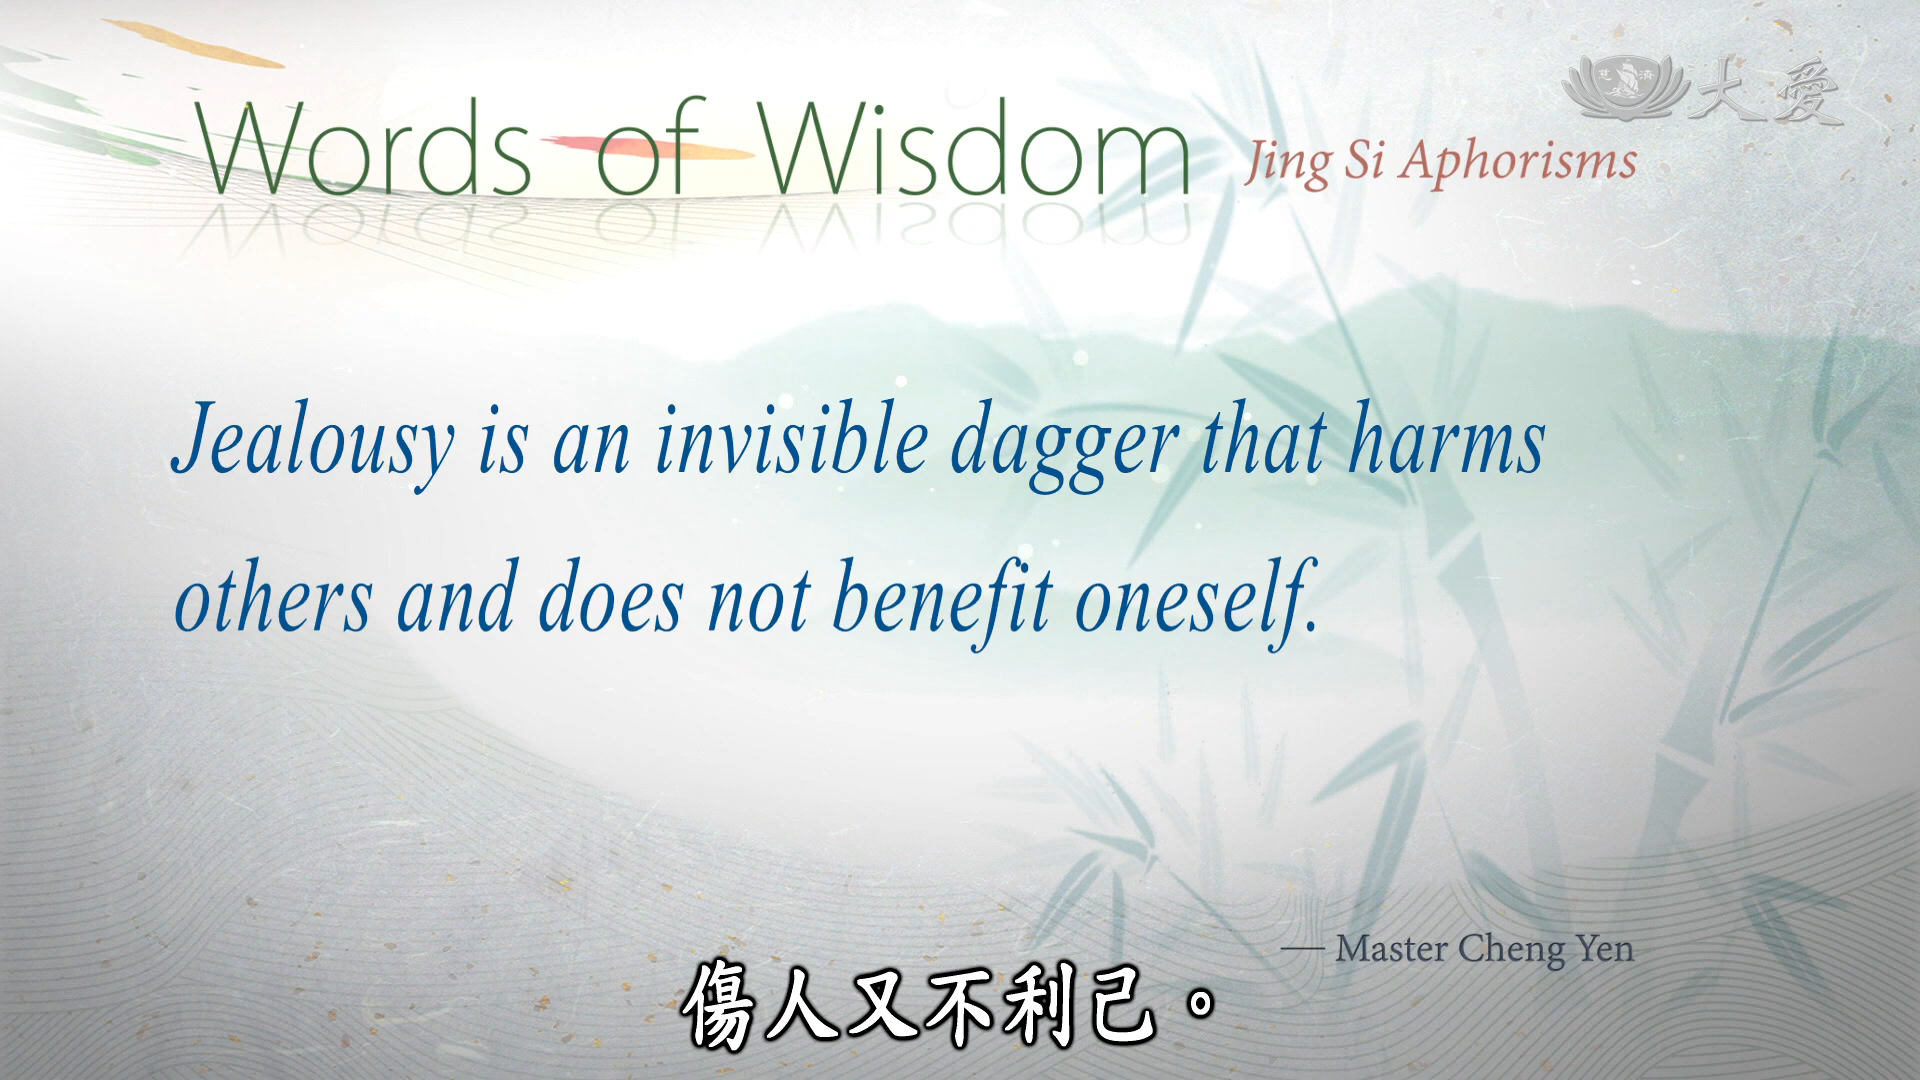 Words of Wisdom
Jing Si Aphorisms
大愛
Jealousy is an invisible dagger that harms
others and does not benefit oneself.
— Master Cheng Yen
傷人又不利己。